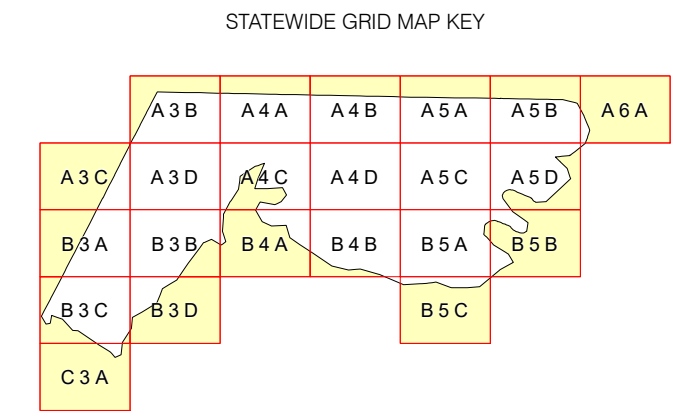 STATEWIDE GRID MAP KEY
A 3 B A 4 A A 4 B A 5 A A 5 B A 6 A
A 3 C A 3 D A 4 C A 4 D A 5 C A 5 D
B 3 A B 3 B B 4 A B 4 B B 5 A B 5 B
B 3 C B 3 D B 5 C
C 3 A